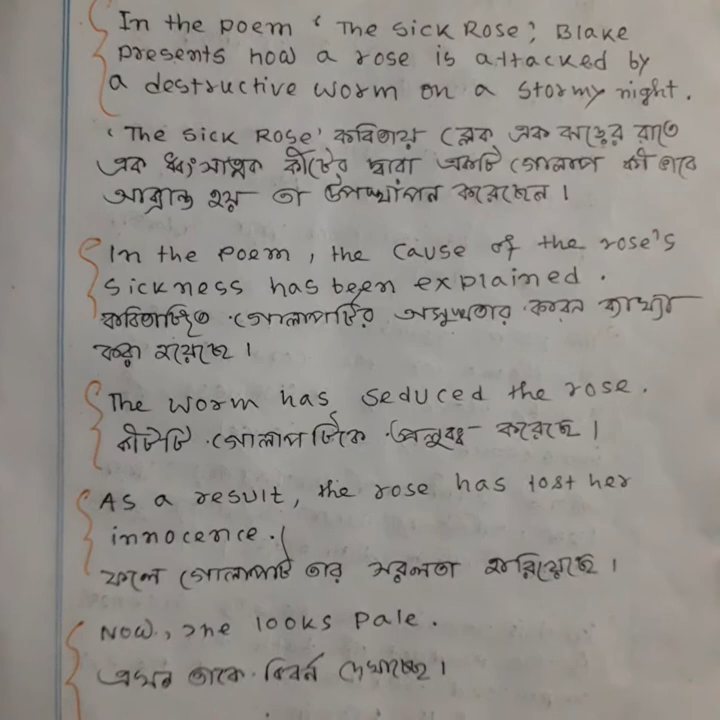 In the poem ‘The Sick Rose’, Blake
presents how a rose is attacked by
a destructive worm on a stormy night.
‘The Sick Rose’ কবিতায় ব্লেক এক ঝড়ের রাতে
এক ধ্বংসাত্মক কীটের দ্বারা একটি গোলাপ কী ভাবে
আক্রান্ত হয় তা উপস্থাপন করেছেন।
In the poem, the cause of the rose's
sickness has been explained.
কবিতাটিতে গোলাপটির অসুস্থতার কারন ব্যাখ্যা
করা হয়েছে।
The worm has seduced the rose.
কীটটি গোলাপটিকে প্রলুব্ধ করেছে।
As a result, the rose has lost her
innocence.
ফলে গোলাপটি তার সরলতা হারিয়েছে।
Now, she looks pale.
এখন তাকে বিবর্ন দেখাচ্ছে।